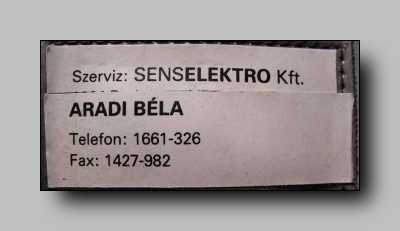 Szerviz: SENSELEKTRO Kft.
ARADI BÉLA
Telefon: 1661-326
Fax: 1427-982